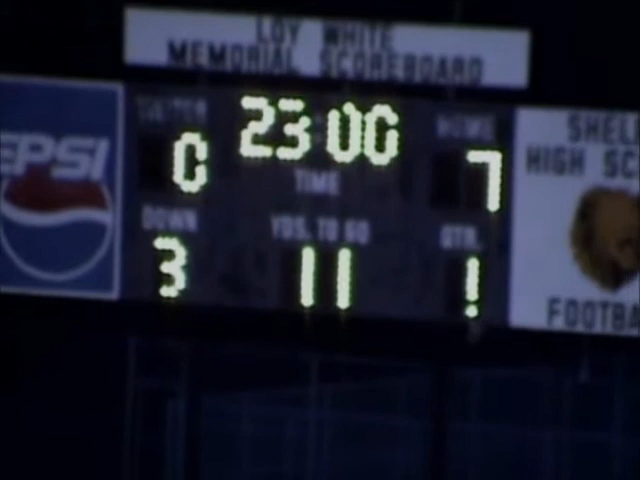 LOY WHITE
MEMORIAL SCOREBOARD
PEPSI
23:00
HOME
0
TIME
7
DOWN
YDS. TO GO
QTR.
3
11
1
SHEL
HIGH SC
FOOTBA